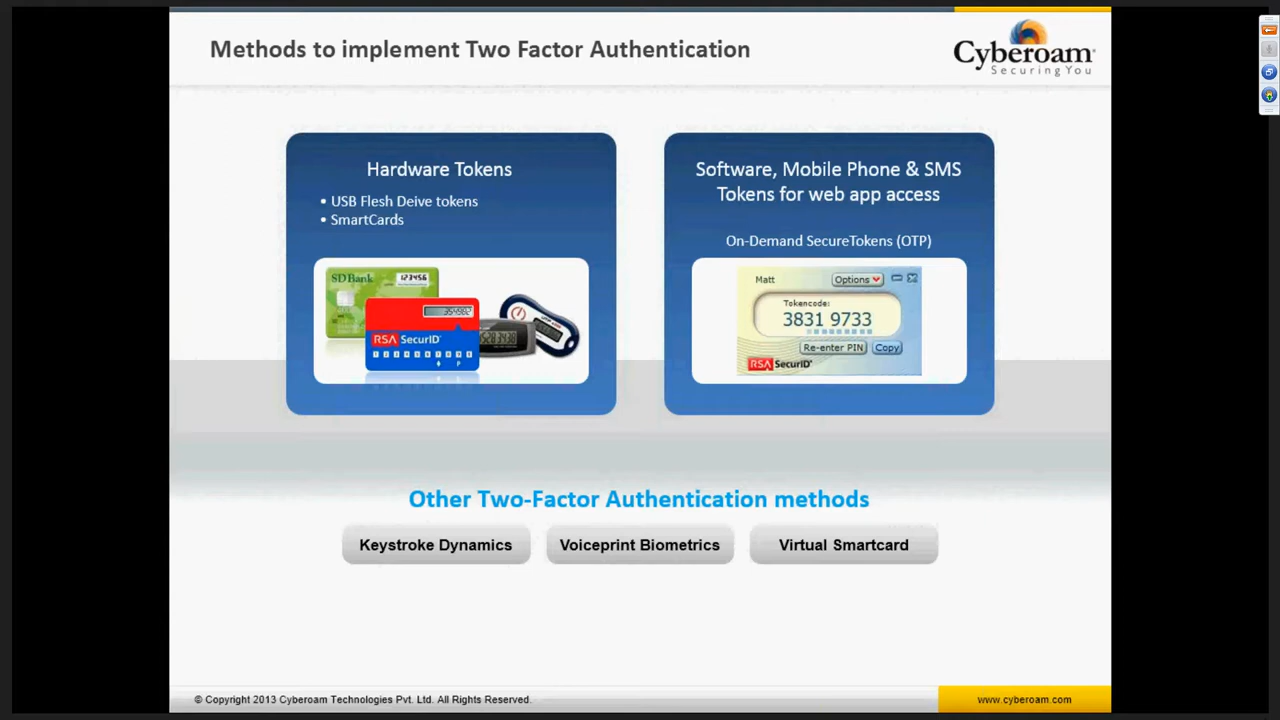 Methods to implement Two Factor Authentication
Cyberoam
Securing You
Hardware Tokens
• USB Flesh Deive tokens
• SmartCards
SDBank
123456
354982
RSA SecurID
Software, Mobile Phone & SMS
Tokens for web app access
On-Demand SecureTokens (OTP)
Matt
Options
Tokencode:
3831 9733
Re-enter PIN
Copy
RSA SecurID
Other Two-Factor Authentication methods
Keystroke Dynamics
Voiceprint Biometrics
Virtual Smartcard
© Copyright 2013 Cyberoam Technologies Pvt. Ltd. All Rights Reserved.
www.cyberoam.com